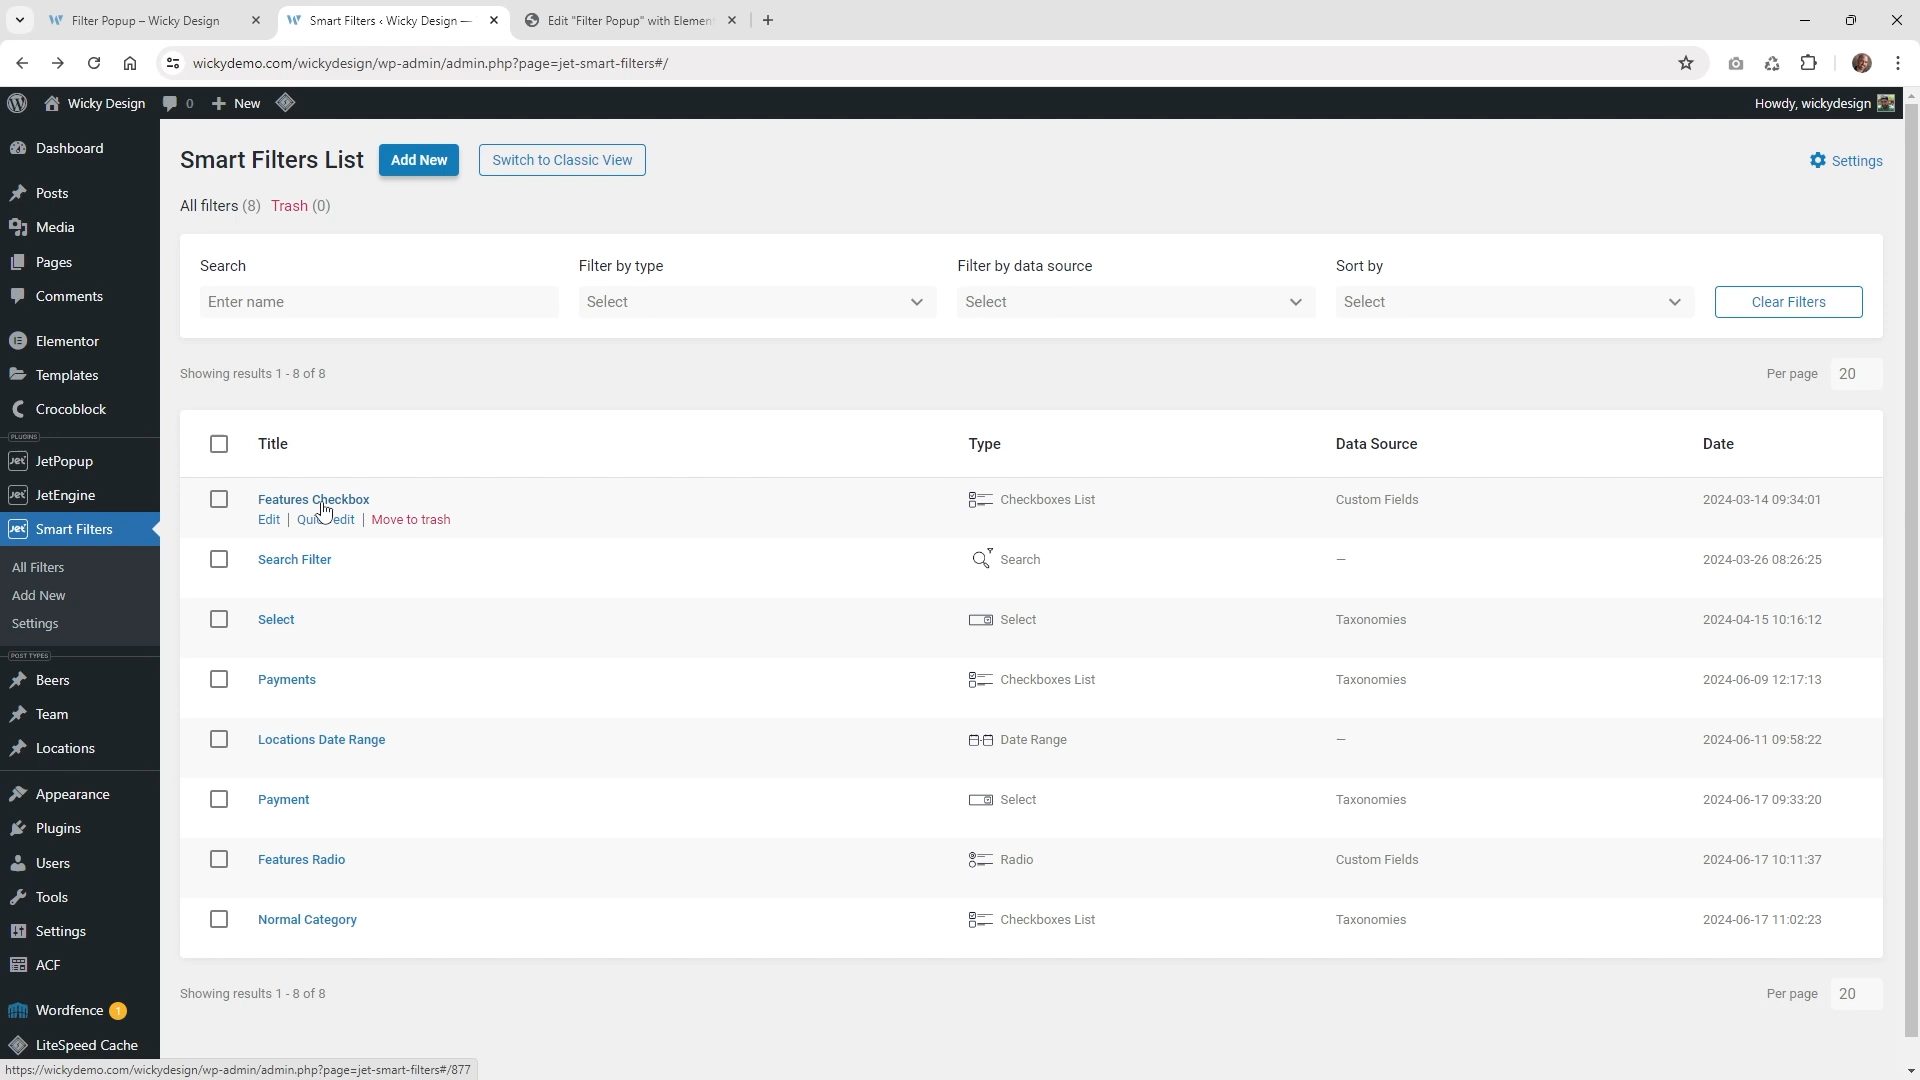 Filter Popup – Wicky Design
Smart Filters ‹ Wicky Design —
Edit "Filter Popup" with Elemen
wickydemo.com/wickydesign/wp-admin/admin.php?page=jet-smart-filters#/
Wicky Design
0
New
Howdy, wickydesign
Dashboard
Posts
Media
Pages
Comments
Elementor
Templates
Crocoblock
PLUGINS
Jet JetPopup
Jet JetEngine
Jet Smart Filters
All Filters
Add New
Settings
POST TYPES
Beers
Team
Locations
Appearance
Plugins
Users
Tools
Settings
ACF
Wordfence 1
LiteSpeed Cache
Smart Filters List
Add New
Switch to Classic View
Settings
All filters (8) Trash (0)
Search
Enter name
Filter by type
Select
Filter by data source
Select
Sort by
Select
Clear Filters
Showing results 1 - 8 of 8
Per page 20
Title Type Data Source Date
Features Checkbox Checkboxes List Custom Fields 2024-03-14 09:34:01
Edit | Quick edit | Move to trash
Search Filter Search – 2024-03-26 08:26:25
Select Select Taxonomies 2024-04-15 10:16:12
Payments Checkboxes List Taxonomies 2024-06-09 12:17:13
Locations Date Range Date Range – 2024-06-11 09:58:22
Payment Select Taxonomies 2024-06-17 09:33:20
Features Radio Radio Custom Fields 2024-06-17 10:11:37
Normal Category Checkboxes List Taxonomies 2024-06-17 11:02:23
Showing results 1 - 8 of 8
Per page 20
https://wickydemo.com/wickydesign/wp-admin/admin.php?page=jet-smart-filters#/877